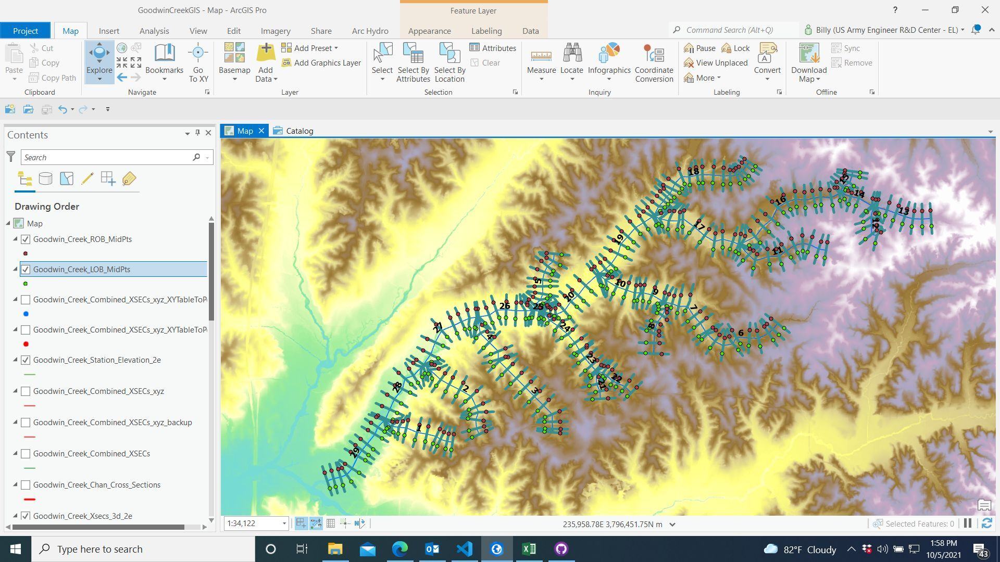 GoodwinCreekGIS - Map - ArcGIS Pro
Feature Layer
?
Project
Map
Insert
Analysis
View
Edit
Imagery
Share
Arc Hydro
Appearance
Labeling
Data
Command Search (Alt+Q)
Billy (US Army Engineer R&D Center - EL)
Paste
Cut
Copy
Copy Path
Clipboard
Explore
Bookmarks
Go
To XY
Navigate
Basemap
Add
Data
Add Preset
Add Graphics Layer
Layer
Select
Select By
Attributes
Select By
Location
Attributes
Clear
Selection
Measure
Locate
Infographics
Coordinate
Conversion
Inquiry
Pause
Lock
View Unplaced
More
Convert
Labeling
Download
Map
Sync
Remove
Offline
Contents
Search
Drawing Order
Map
Goodwin_Creek_ROB_MidPts
Goodwin_Creek_LOB_MidPts
Goodwin_Creek_Combined_XSECs_xyz_XYTableToP
Goodwin_Creek_Combined_XSECs_xyz_XYTableToP
Goodwin_Creek_Station_Elevation_2e
Goodwin_Creek_Combined_XSECs_xyz
Goodwin_Creek_Combined_XSECs_xyz_backup
Goodwin_Creek_Combined_XSECs
Goodwin_Creek_Chan_Cross_Sections
Goodwin_Creek_Xsecs_3d_2e
Map
Catalog
18
15
14
16
13
12
17
19
11
5
10
9
20
26
25
7
24
27
8
6
4
23
22
21
28
2
3
1
29
1:34,122
235,958.78E 3,796,451.75N m
Selected Features: 0
Type here to search
82°F Cloudy
1:58 PM
10/5/2021
43